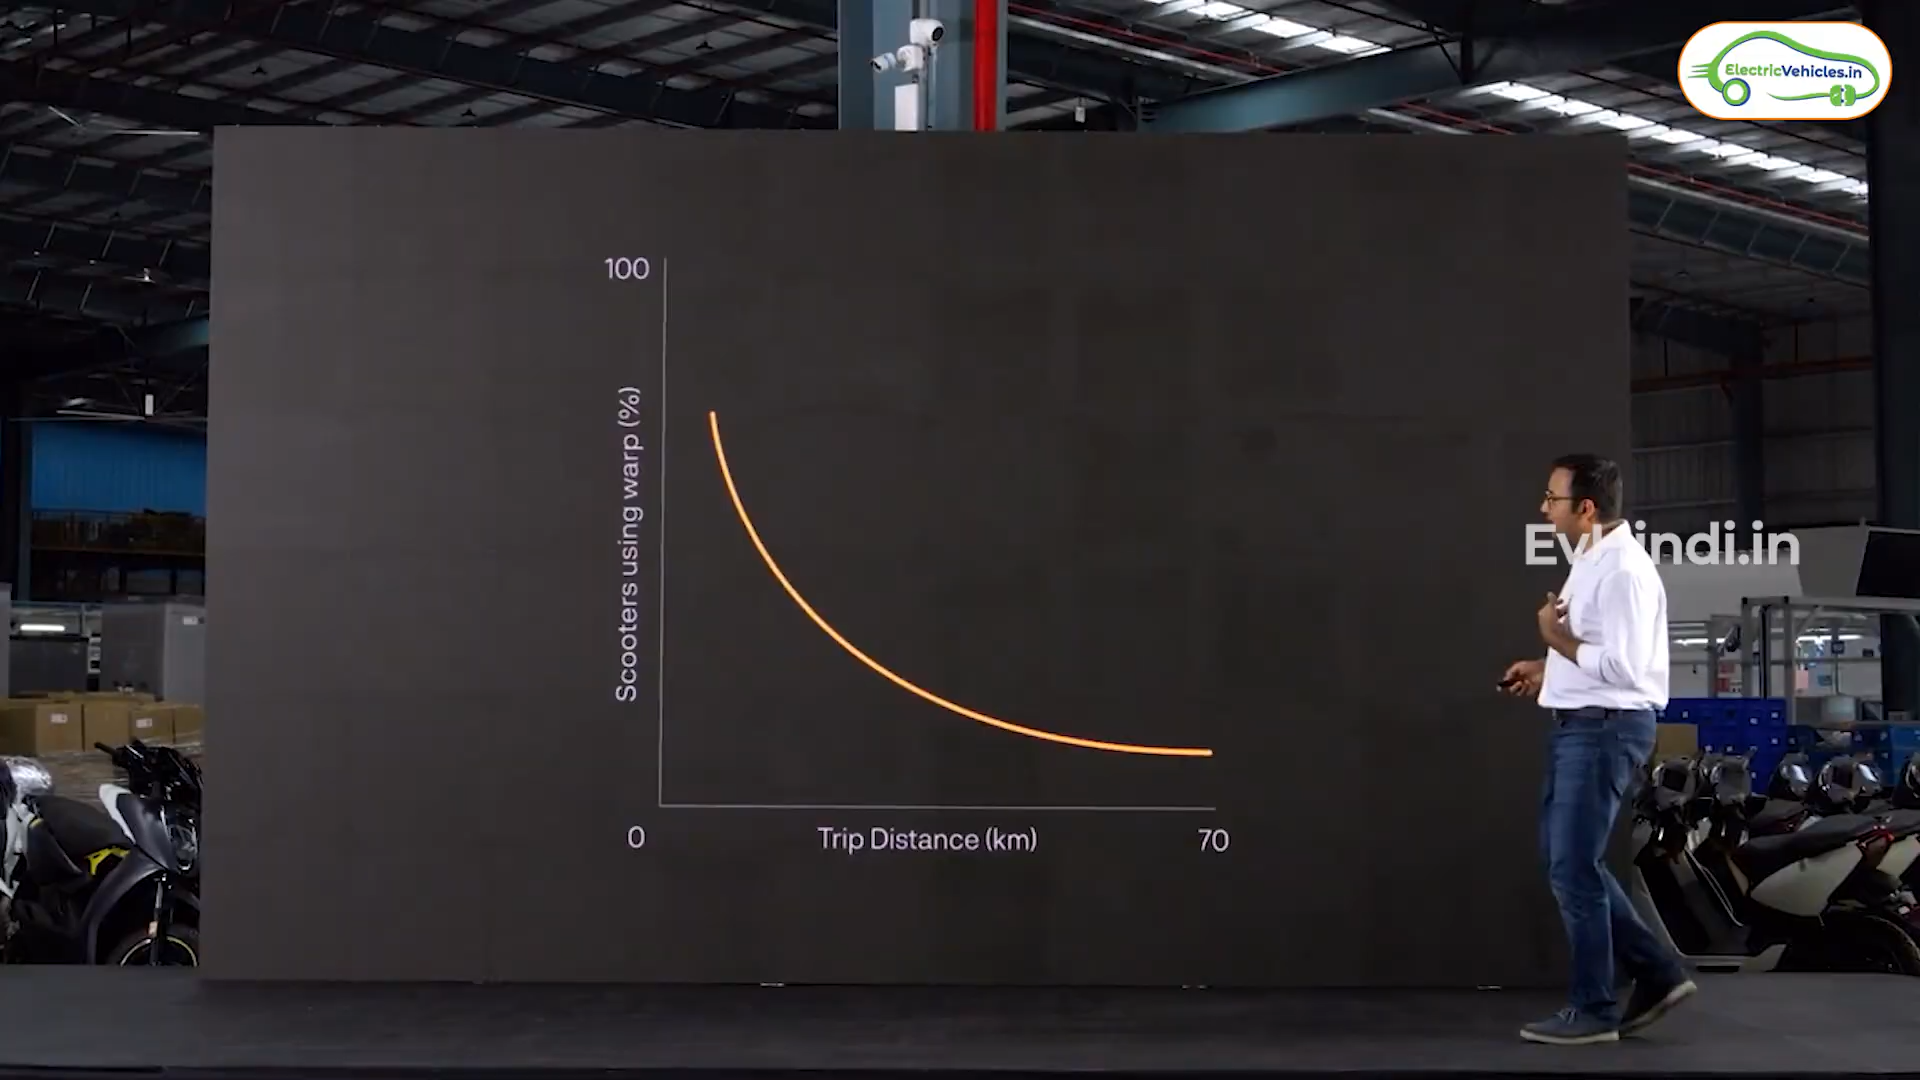 ElectricVehicles.in
100
Scooters using warp (%)
0
Trip Distance (km)
70